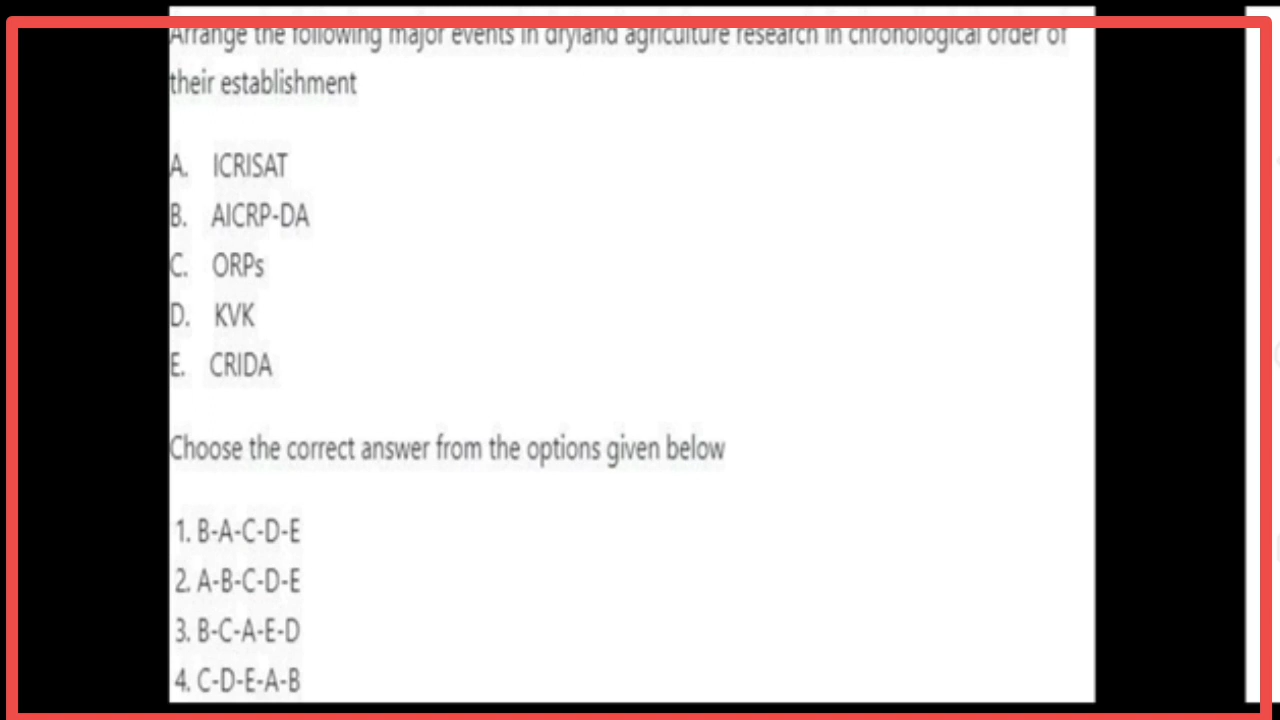 Arrange the following major events in dryland agriculture research in chronological order of
their establishment
A. ICRISAT
B. AICRP-DA
C. ORPs
D. KVK
E. CRIDA
Choose the correct answer from the options given below
1. B-A-C-D-E
2. A-B-C-D-E
3. B-C-A-E-D
4. C-D-E-A-B